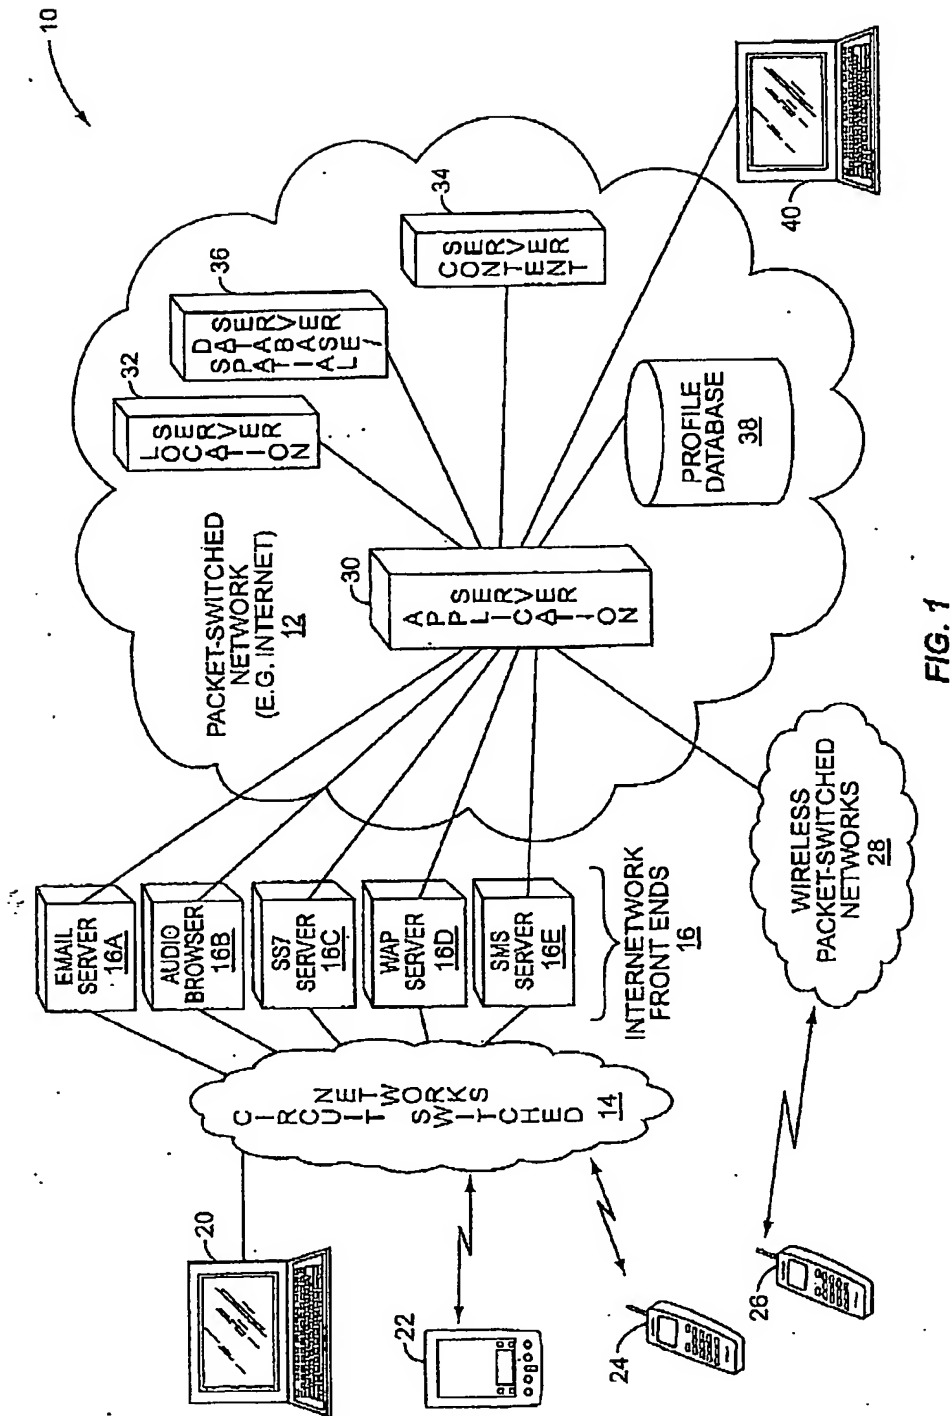 10
PACKET-SWITCHED
NETWORK
(E.G. INTERNET)
12
LOCATION
SERVER
32
SPATIAL
DATABASE/
SERVER
36
CONTENT
SERVER
34
APPLICATION
SERVER
30
PROFILE
DATABASE
38
40
EMAIL
SERVER
16A
AUDIO
BROWSER
16B
SS7
SERVER
16C
WAP
SERVER
16D
SMS
SERVER
16E
INTERNETWORK
FRONT ENDS
16
CIRCUIT SWITCHED
NETWORKS
14
WIRELESS
PACKET-SWITCHED
NETWORKS
28
20
22
24
26
FIG. 1